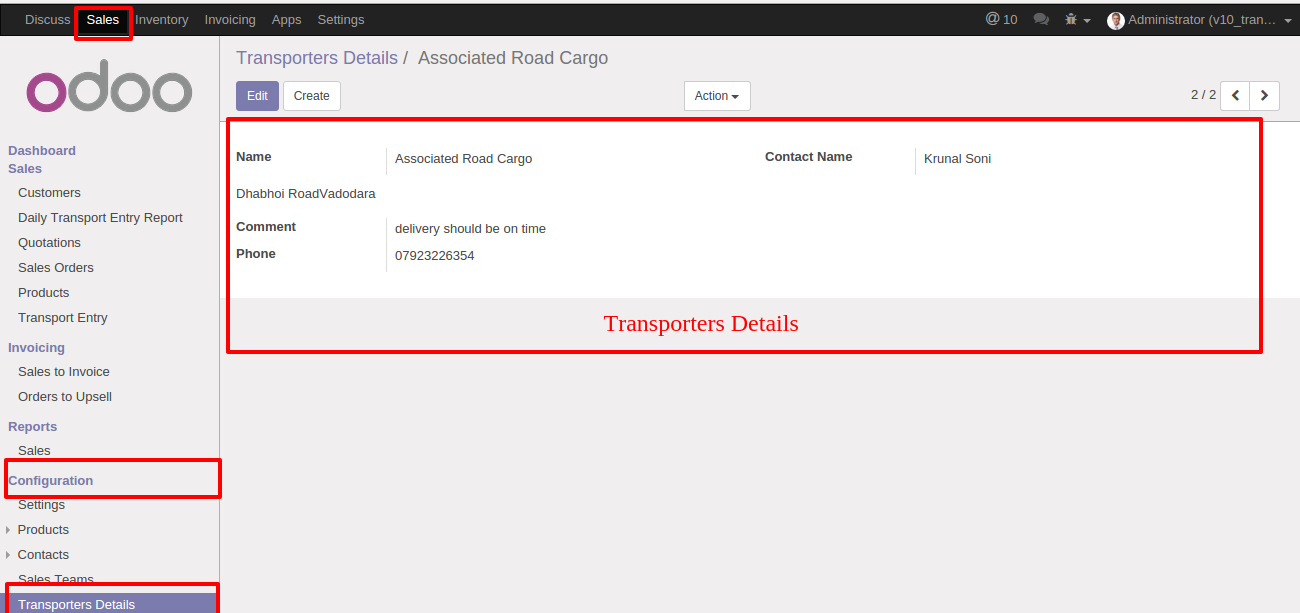 Discuss Sales Inventory Invoicing Apps Settings @ 10 Administrator (v10_tran...
odoo
Transporters Details / Associated Road Cargo
Edit Create Action 2 / 2
Dashboard
Sales
Customers
Daily Transport Entry Report
Quotations
Sales Orders
Products
Transport Entry
Invoicing
Sales to Invoice
Orders to Upsell
Reports
Sales
Configuration
Settings
Products
Contacts
Sales Teams
Transporters Details
Name Associated Road Cargo Contact Name Krunal Soni
Dhabhoi RoadVadodara
Comment delivery should be on time
Phone 07923226354
Transporters Details